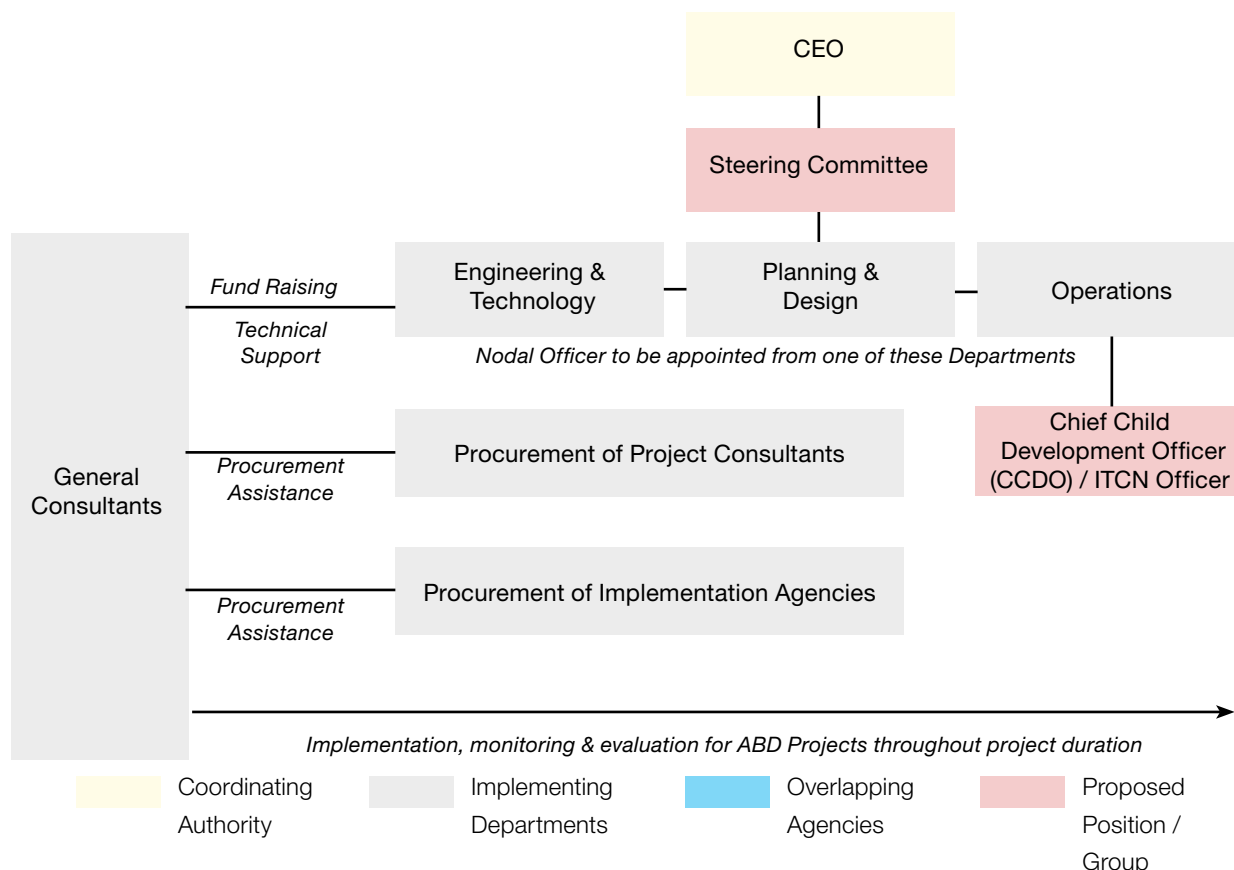 CEO
Steering Committee
Engineering &
Technology
Planning &
Design
Operations
Fund Raising
Technical
Support
Nodal Officer to be appointed from one of these Departments
Chief Child
Development Officer
(CCDO) / ITCN Officer
General
Consultants
Procurement
Assistance
Procurement of Project Consultants
Procurement
Assistance
Procurement of Implementation Agencies
Implementation, monitoring & evaluation for ABD Projects throughout project duration
Coordinating
Authority
Implementing
Departments
Overlapping
Agencies
Proposed
Position /
Group